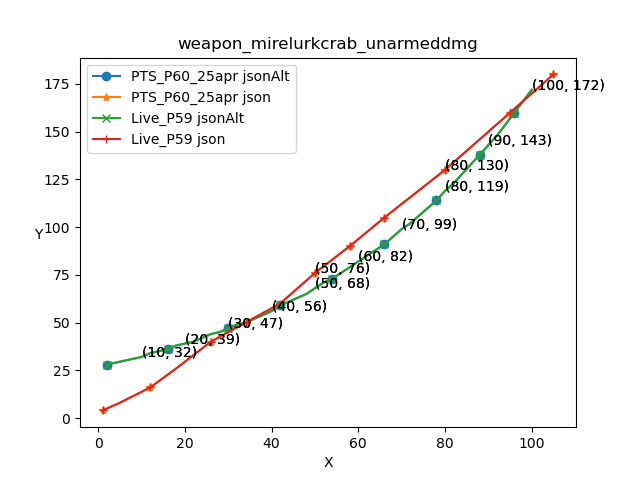 weapon_mirelurkcrab_unarmeddmg
PTS_P60_25apr jsonAlt
PTS_P60_25apr json
Live_P59 jsonAlt
Live_P59 json
(100, 172)
(90, 143)
(80, 130)
(80, 119)
(70, 99)
(60, 82)
(50, 76)
(50, 68)
(40, 56)
(30, 47)
(20, 39)
(10, 32)
175
150
125
100
75
50
25
0
Y
0 20 40 60 80 100
X